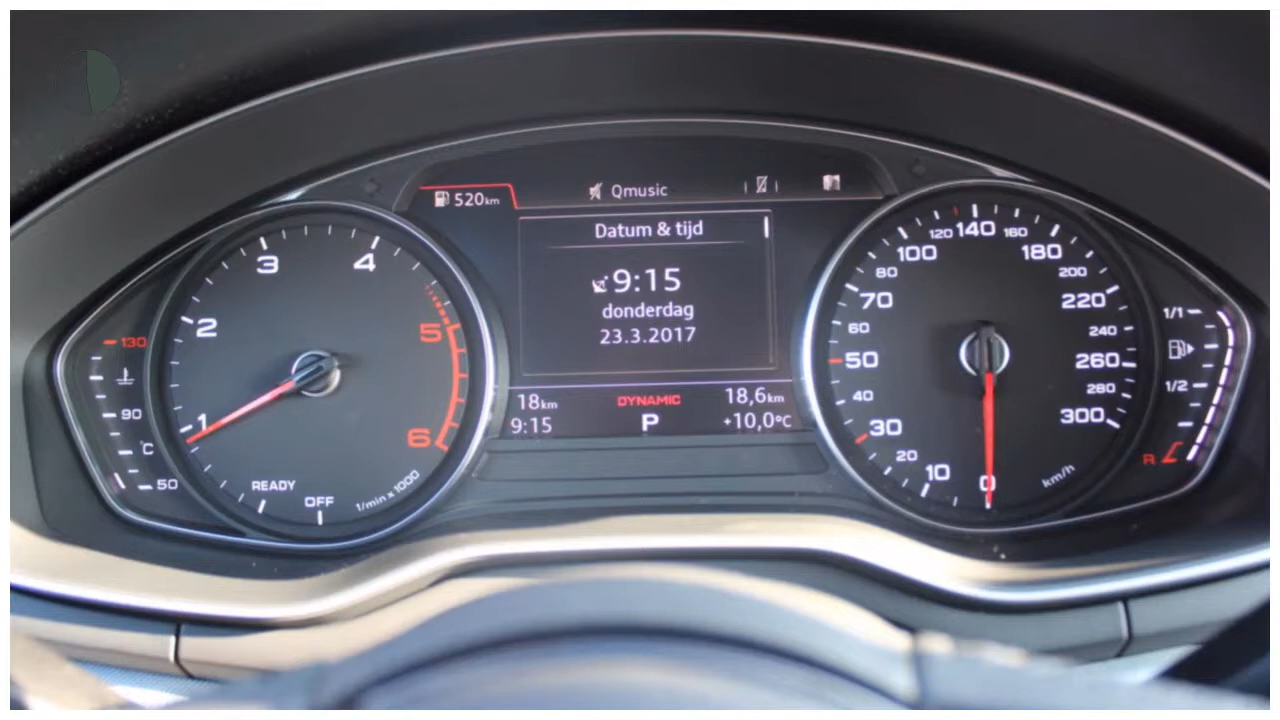 520km
Qmusic
Datum & tijd
9:15
donderdag
23.3.2017
18km
DYNAMIC
18,6km
9:15
P
+10,0°C
1
2
3
4
5
6
READY
OFF
1/min x 1000
130
90
°C
50
0
10
20
30
40
50
60
70
80
100
120
140
160
180
200
220
240
260
280
300
km/h
1/1
1/2
R